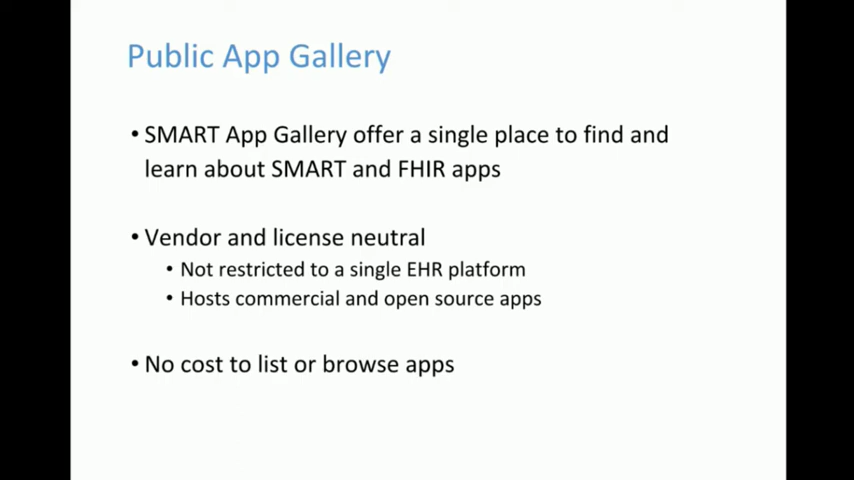 Public App Gallery
• SMART App Gallery offer a single place to find and
learn about SMART and FHIR apps
• Vendor and license neutral
• Not restricted to a single EHR platform
• Hosts commercial and open source apps
• No cost to list or browse apps